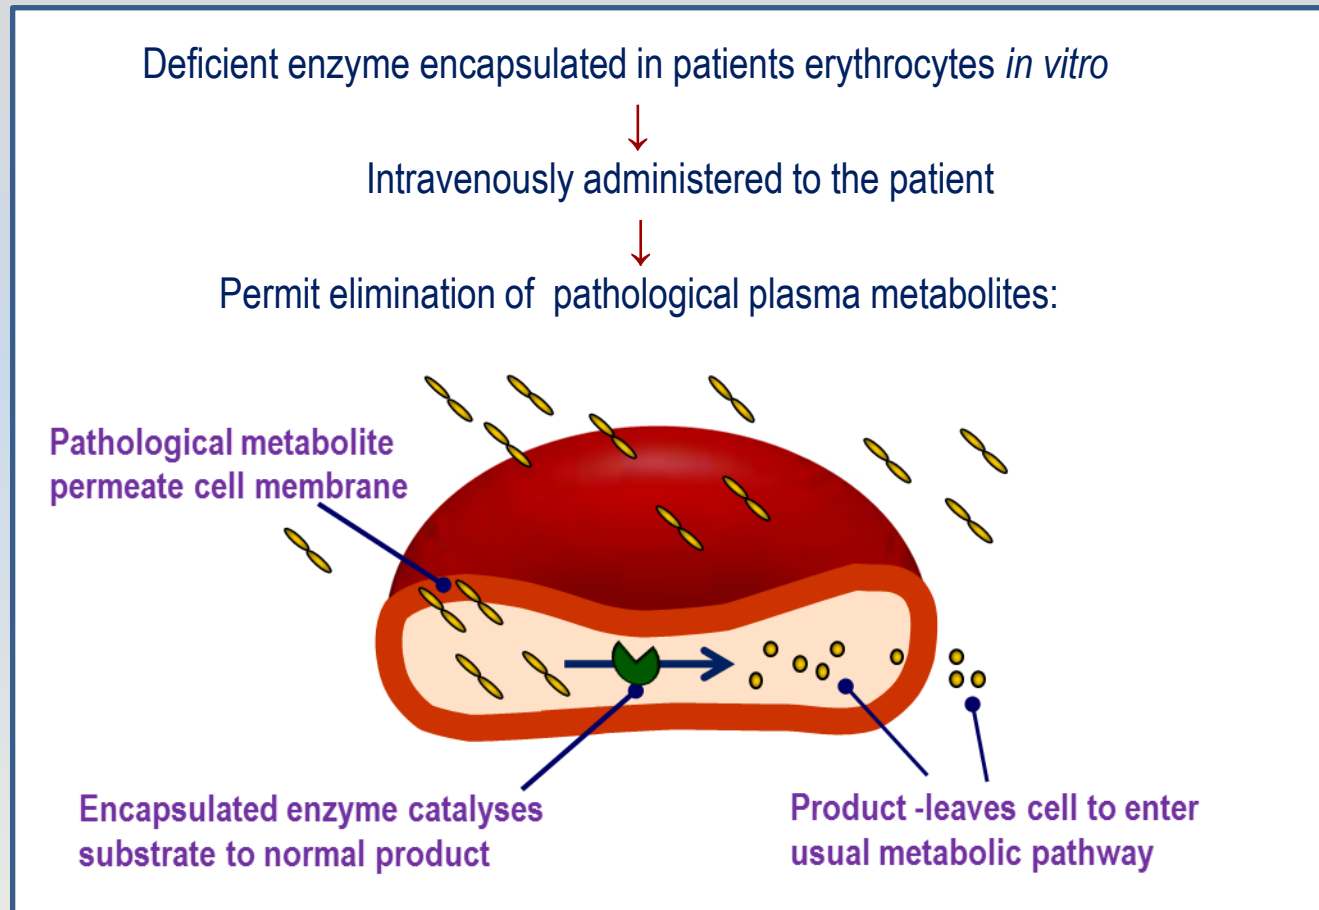 Deficient enzyme encapsulated in patients erythrocytes in vitro
↓
Intravenously administered to the patient
↓
Permit elimination of pathological plasma metabolites:
Pathological metabolite
permeate cell membrane
Encapsulated enzyme catalyses
substrate to normal product
Product -leaves cell to enter
usual metabolic pathway